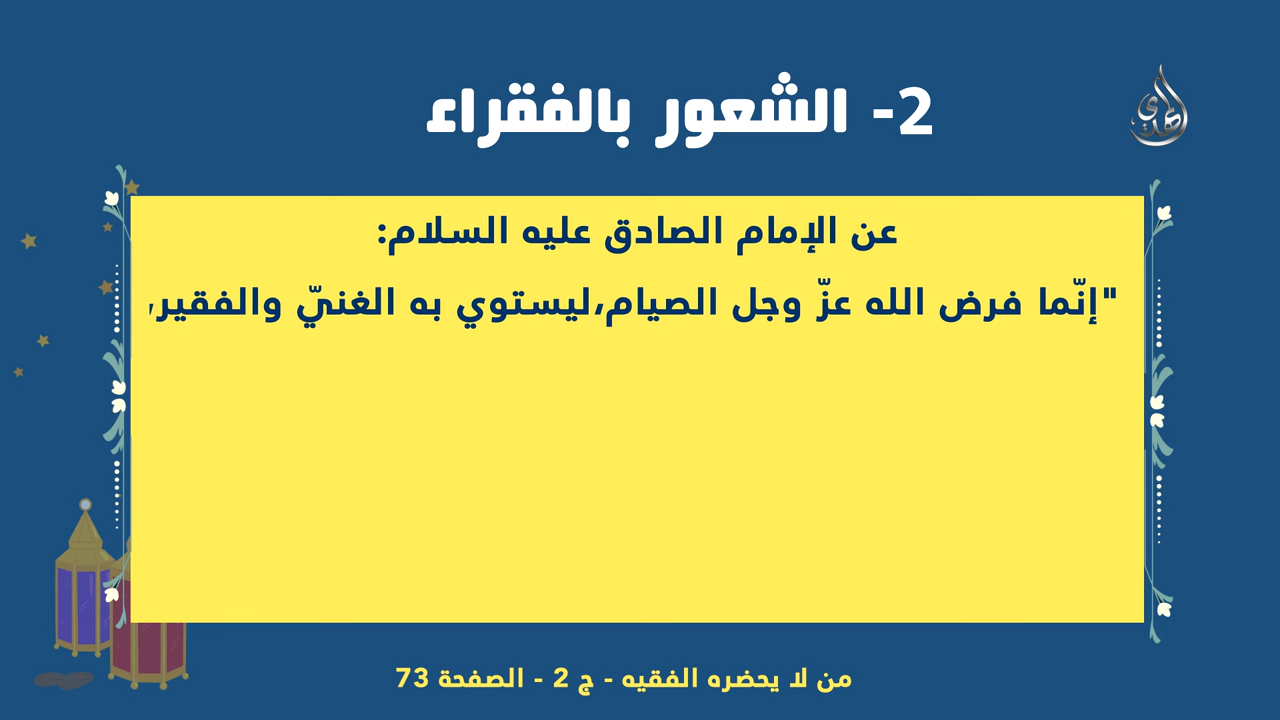 2- الشعور بالفقراء
عن الإمام الصادق عليه السلام:
"إنّما فرض الله عزّ وجل الصيام،ليستوي به الغنيّ والفقير،
من لا يحضره الفقيه - ج 2 - الصفحة 73